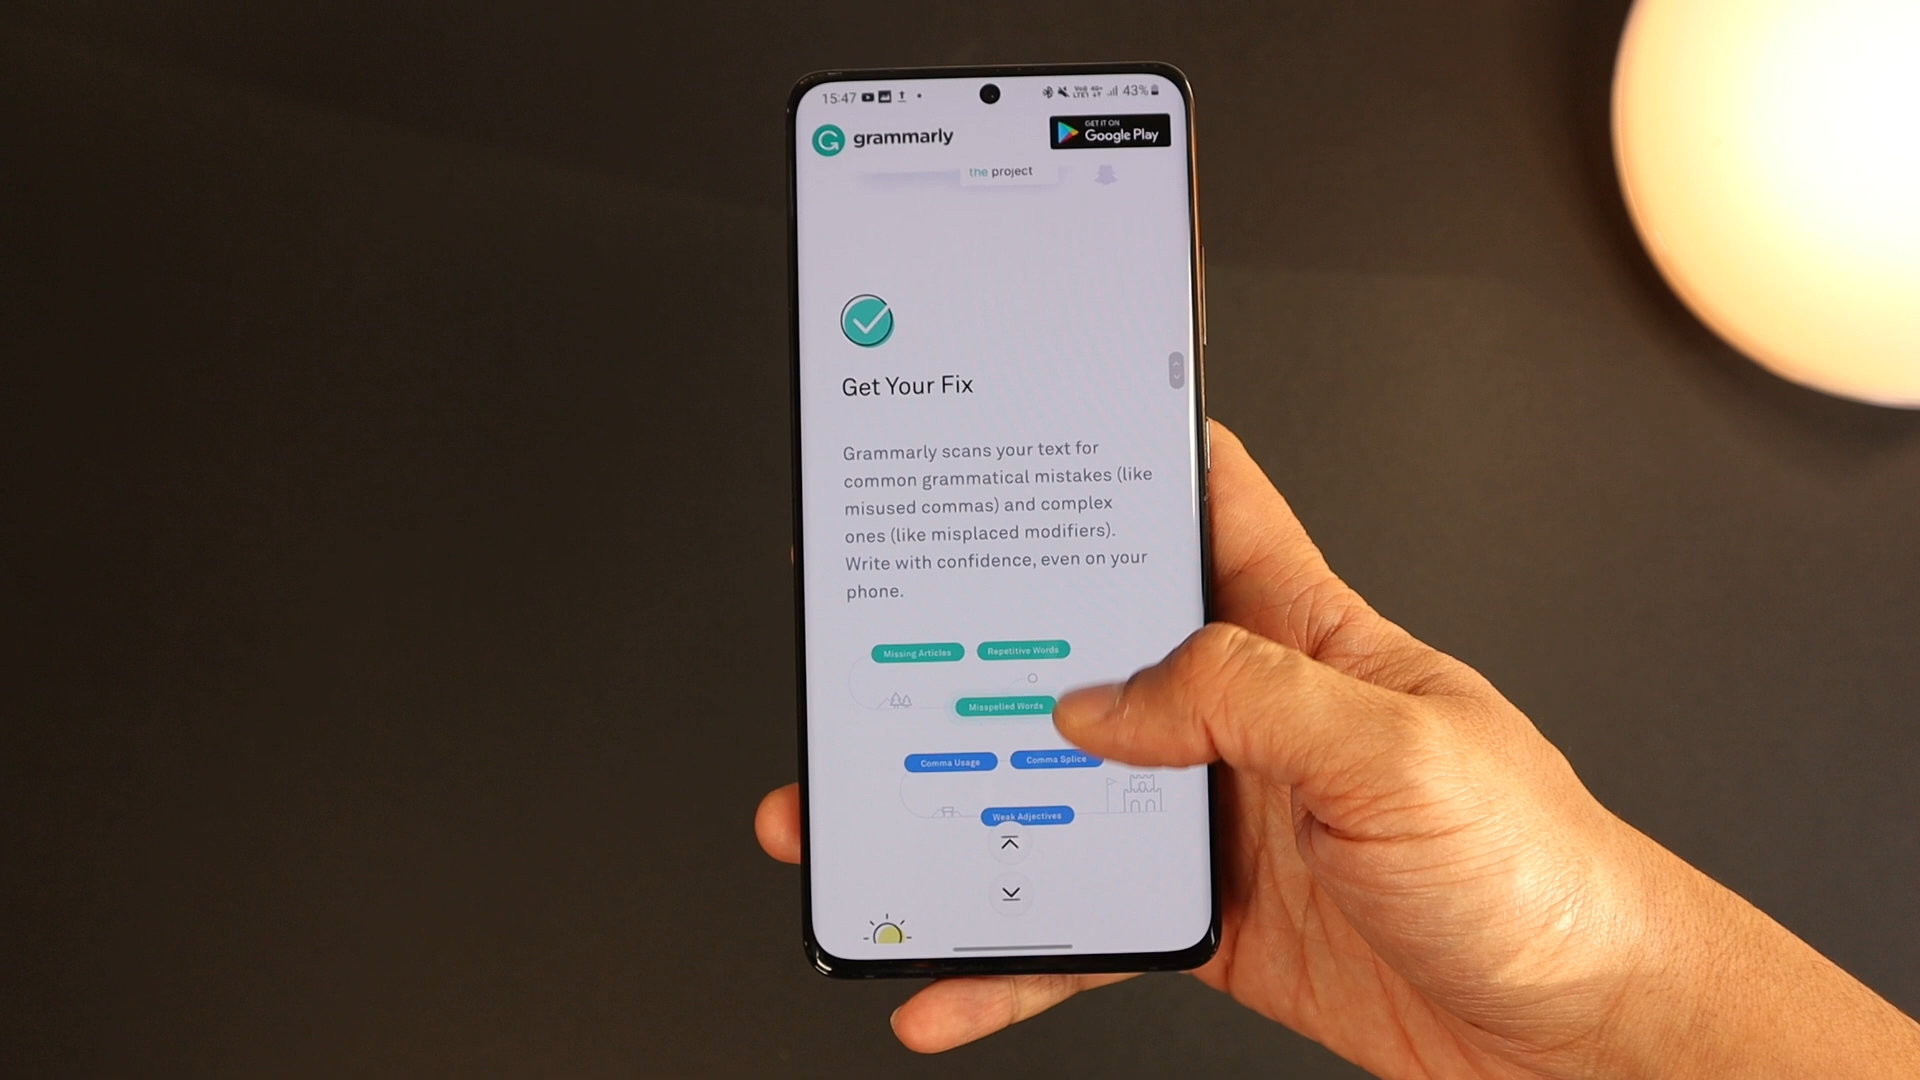 15:47
43%
grammarly
GET IT ON
Google Play
the project
Get Your Fix
Grammarly scans your text for
common grammatical mistakes (like
misused commas) and complex
ones (like misplaced modifiers).
Write with confidence, even on your
phone.
Missing Articles
Repetitive Words
Misspelled Words
Comma Usage
Comma Splice
Weak Adjectives